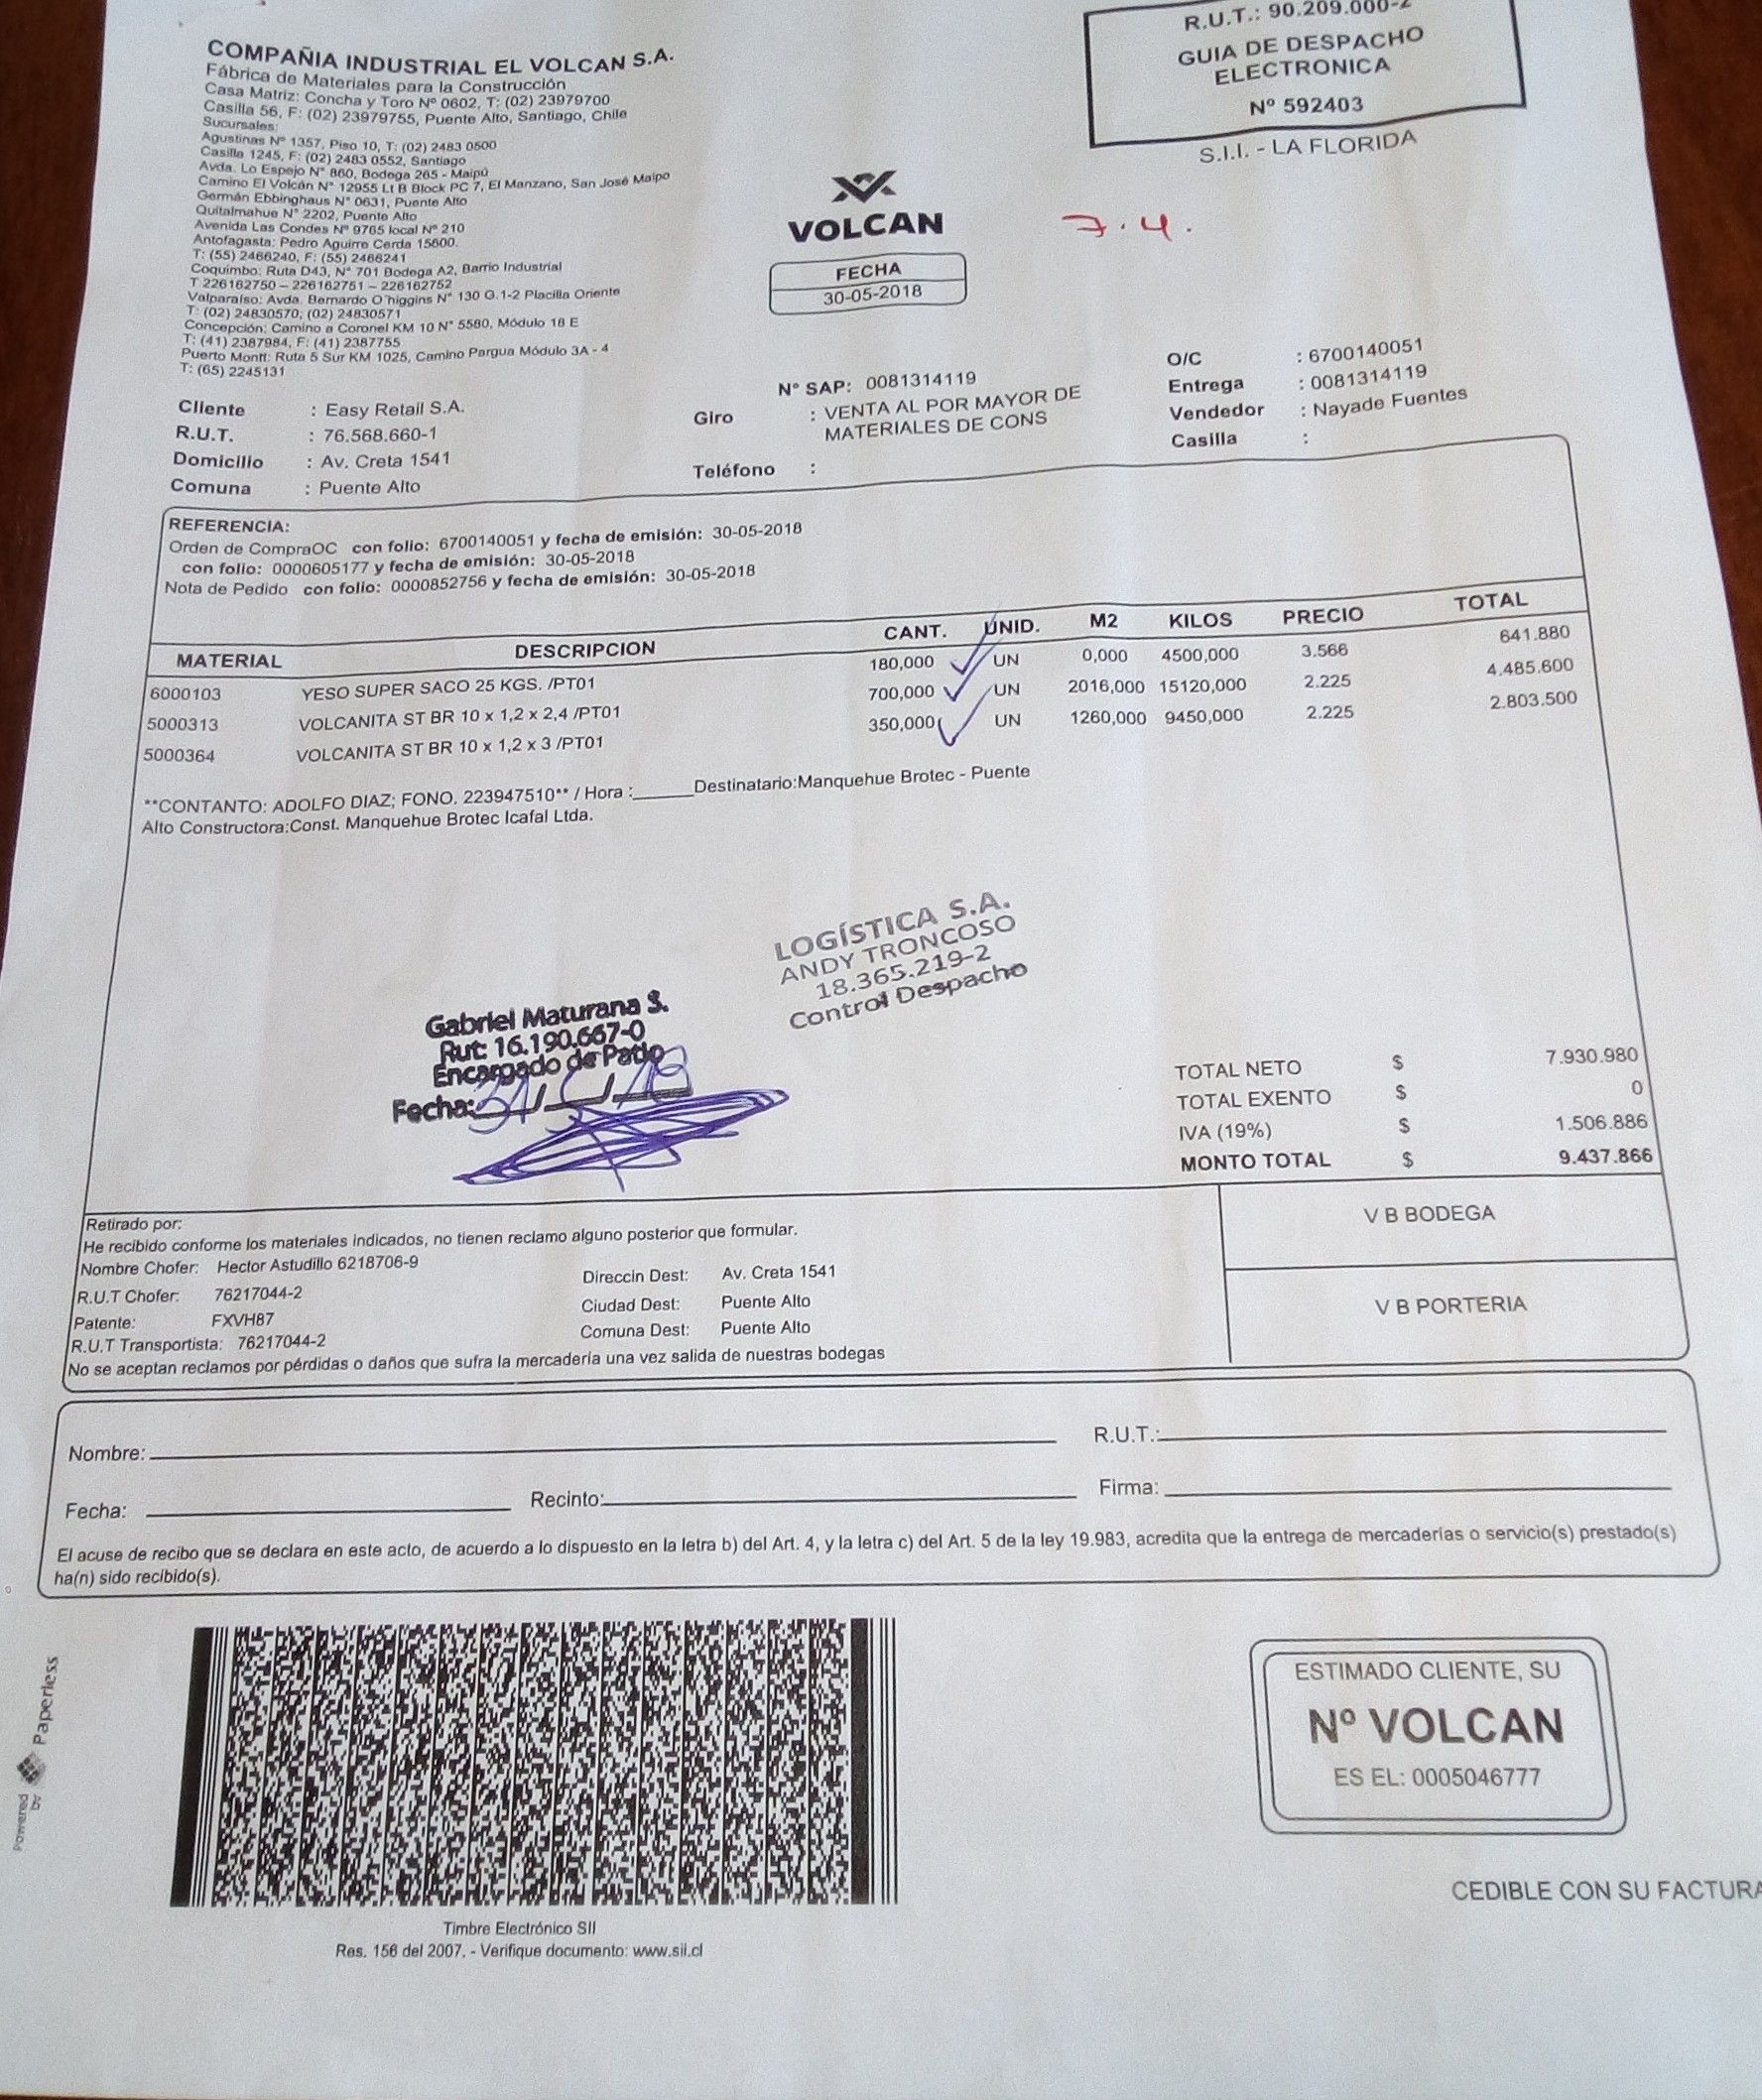 COMPAÑIA INDUSTRIAL EL VOLCAN S.A.
Fábrica de Materiales para la Construcción
Casa Matriz: Concha y Toro Nº 0602, T: (02) 23979700
Casilla 56, F: (02) 23979755, Puente Alto, Santiago, Chile
Sucursales:
Agustinas Nº 1357, Piso 10, T: (02) 2483 0500
Casilla 1245, F: (02) 2483 0552, Santiago
Avda. Lo Espejo N° 860, Bodega 265 - Maipú
Camino El Volcán N° 12955 Lt B Block PC 7, El Manzano, San José Maipo
Germán Ebbinghaus N° 0631, Puente Alto
Quitalmahue N° 2202, Puente Alto
Avenida Las Condes Nº 9765 local Nº 210
Antofagasta: Pedro Aguirre Cerda 15600.
T: (55) 2466240, F: (55) 2466241
Coquimbo: Ruta D43, N° 701 Bodega A2, Barrio Industrial
T 226162750 – 226162751 – 226162752
Valparaíso: Avda. Bernardo O´higgins N° 130 G.1-2 Placilla Oriente
T: (02) 24830570; (02) 24830571
Concepción: Camino a Coronel KM 10 N° 5580, Módulo 18 E
T: (41) 2387984, F: (41) 2387755
Puerto Montt: Ruta 5 Sur KM 1025, Camino Pargua Módulo 3A - 4
T: (65) 2245131
R.U.T.: 90.209.000-2
GUIA DE DESPACHO
ELECTRONICA
Nº 592403
S.I.I. - LA FLORIDA
VOLCAN
7.4.
FECHA
30-05-2018
Cliente : Easy Retail S.A.
R.U.T. : 76.568.660-1
Domicilio : Av. Creta 1541
Comuna : Puente Alto
N° SAP: 0081314119
Giro : VENTA AL POR MAYOR DE
MATERIALES DE CONS
Teléfono :
O/C : 6700140051
Entrega : 0081314119
Vendedor : Nayade Fuentes
Casilla :
REFERENCIA:
Orden de CompraOC con folio: 6700140051 y fecha de emisión: 30-05-2018
con folio: 0000605177 y fecha de emisión: 30-05-2018
Nota de Pedido con folio: 0000852756 y fecha de emisión: 30-05-2018
MATERIAL DESCRIPCION CANT. UNID. M2 KILOS PRECIO TOTAL
6000103 YESO SUPER SACO 25 KGS. /PT01 180,000 UN 0,000 4500,000 3.566 641.880
5000313 VOLCANITA ST BR 10 x 1,2 x 2,4 /PT01 700,000 UN 2016,000 15120,000 2.225 4.485.600
5000364 VOLCANITA ST BR 10 x 1,2 x 3 /PT01 350,000 UN 1260,000 9450,000 2.225 2.803.500
**CONTANTO: ADOLFO DIAZ; FONO. 223947510** / Hora :______Destinatario:Manquehue Brotec - Puente
Alto Constructora:Const. Manquehue Brotec Icafal Ltda.
LOGÍSTICA S.A.
ANDY TRONCOSO
18.365.219-2
Control Despacho
Gabriel Maturana S.
Rut: 16.190.667-0
Encargado de Patio
Fecha: 31/5/18
TOTAL NETO $ 7.930.980
TOTAL EXENTO $ 0
IVA (19%) $ 1.506.886
MONTO TOTAL $ 9.437.866
Retirado por:
He recibido conforme los materiales indicados, no tienen reclamo alguno posterior que formular.
Nombre Chofer: Hector Astudillo 6218706-9
R.U.T Chofer: 76217044-2
Patente: FXVH87
R.U.T Transportista: 76217044-2
Direccin Dest: Av. Creta 1541
Ciudad Dest: Puente Alto
Comuna Dest: Puente Alto
No se aceptan reclamos por pérdidas o daños que sufra la mercadería una vez salida de nuestras bodegas
V B BODEGA
V B PORTERIA
Nombre:
R.U.T.:
Fecha:
Recinto:
Firma:
El acuse de recibo que se declara en este acto, de acuerdo a lo dispuesto en la letra b) del Art. 4, y la letra c) del Art. 5 de la ley 19.983, acredita que la entrega de mercaderías o servicio(s) prestado(s)
ha(n) sido recibido(s).
Powered by Paperless
Timbre Electrónico SII
Res. 156 del 2007. - Verifique documento: www.sii.cl
ESTIMADO CLIENTE, SU
Nº VOLCAN
ES EL: 0005046777
CEDIBLE CON SU FACTURA